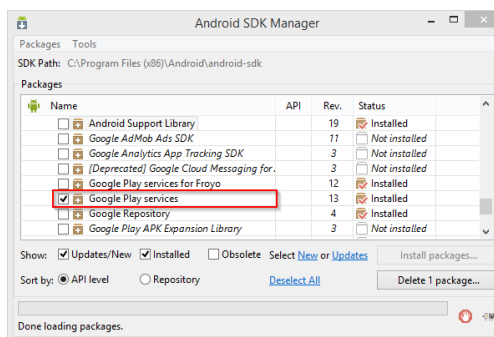 Android SDK Manager
Packages Tools
SDK Path: C:\Program Files (x86)\Android\android-sdk
Packages
Name API Rev. Status
Android Support Library 19 Installed
Google AdMob Ads SDK 11 Not installed
Google Analytics App Tracking SDK 3 Not installed
[Deprecated] Google Cloud Messaging for. 3 Not installed
Google Play services for Froyo 12 Installed
Google Play services 13 Installed
Google Repository 4 Installed
Google Play APK Expansion Library 3 Not installed
Show: Updates/New Installed Obsolete Select New or Updates Install packages...
Sort by: API level Repository Deselect All Delete 1 package...
Done loading packages.